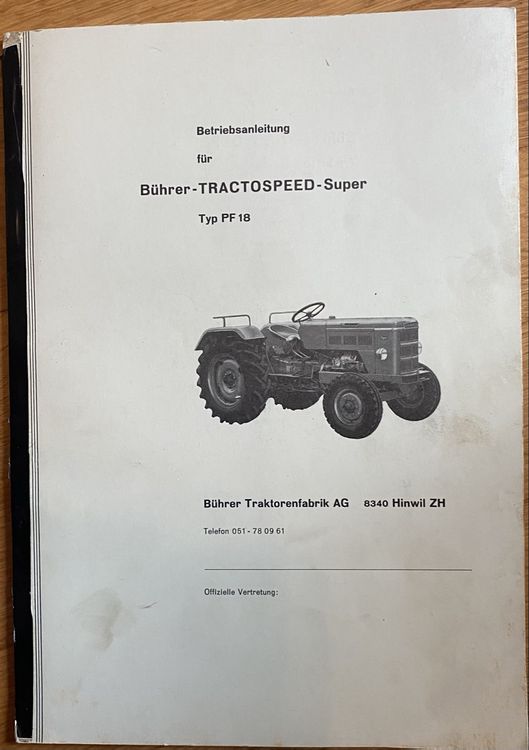 Betriebsanleitung
für
Bührer-TRACTOSPEED-Super
Typ PF 18
Bührer Traktorenfabrik AG 8340 Hinwil ZH
Telefon 051 - 78 09 61
Offizielle Vertretung: